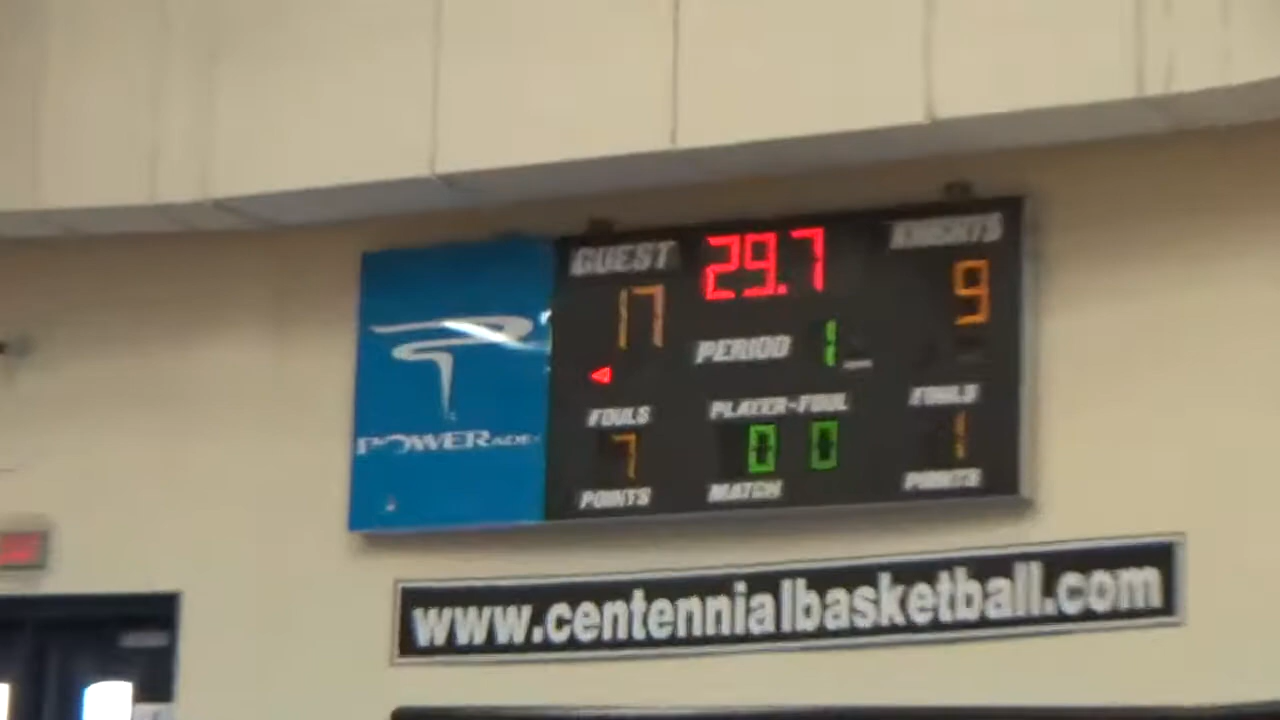 GUEST 29.7 KNIGHTS
17 9
PERIOD 1
FOULS PLAYER-FOUL FOULS
7 0 0 1
POINTS MATCH POINTS
POWERADE
www.centennialbasketball.com